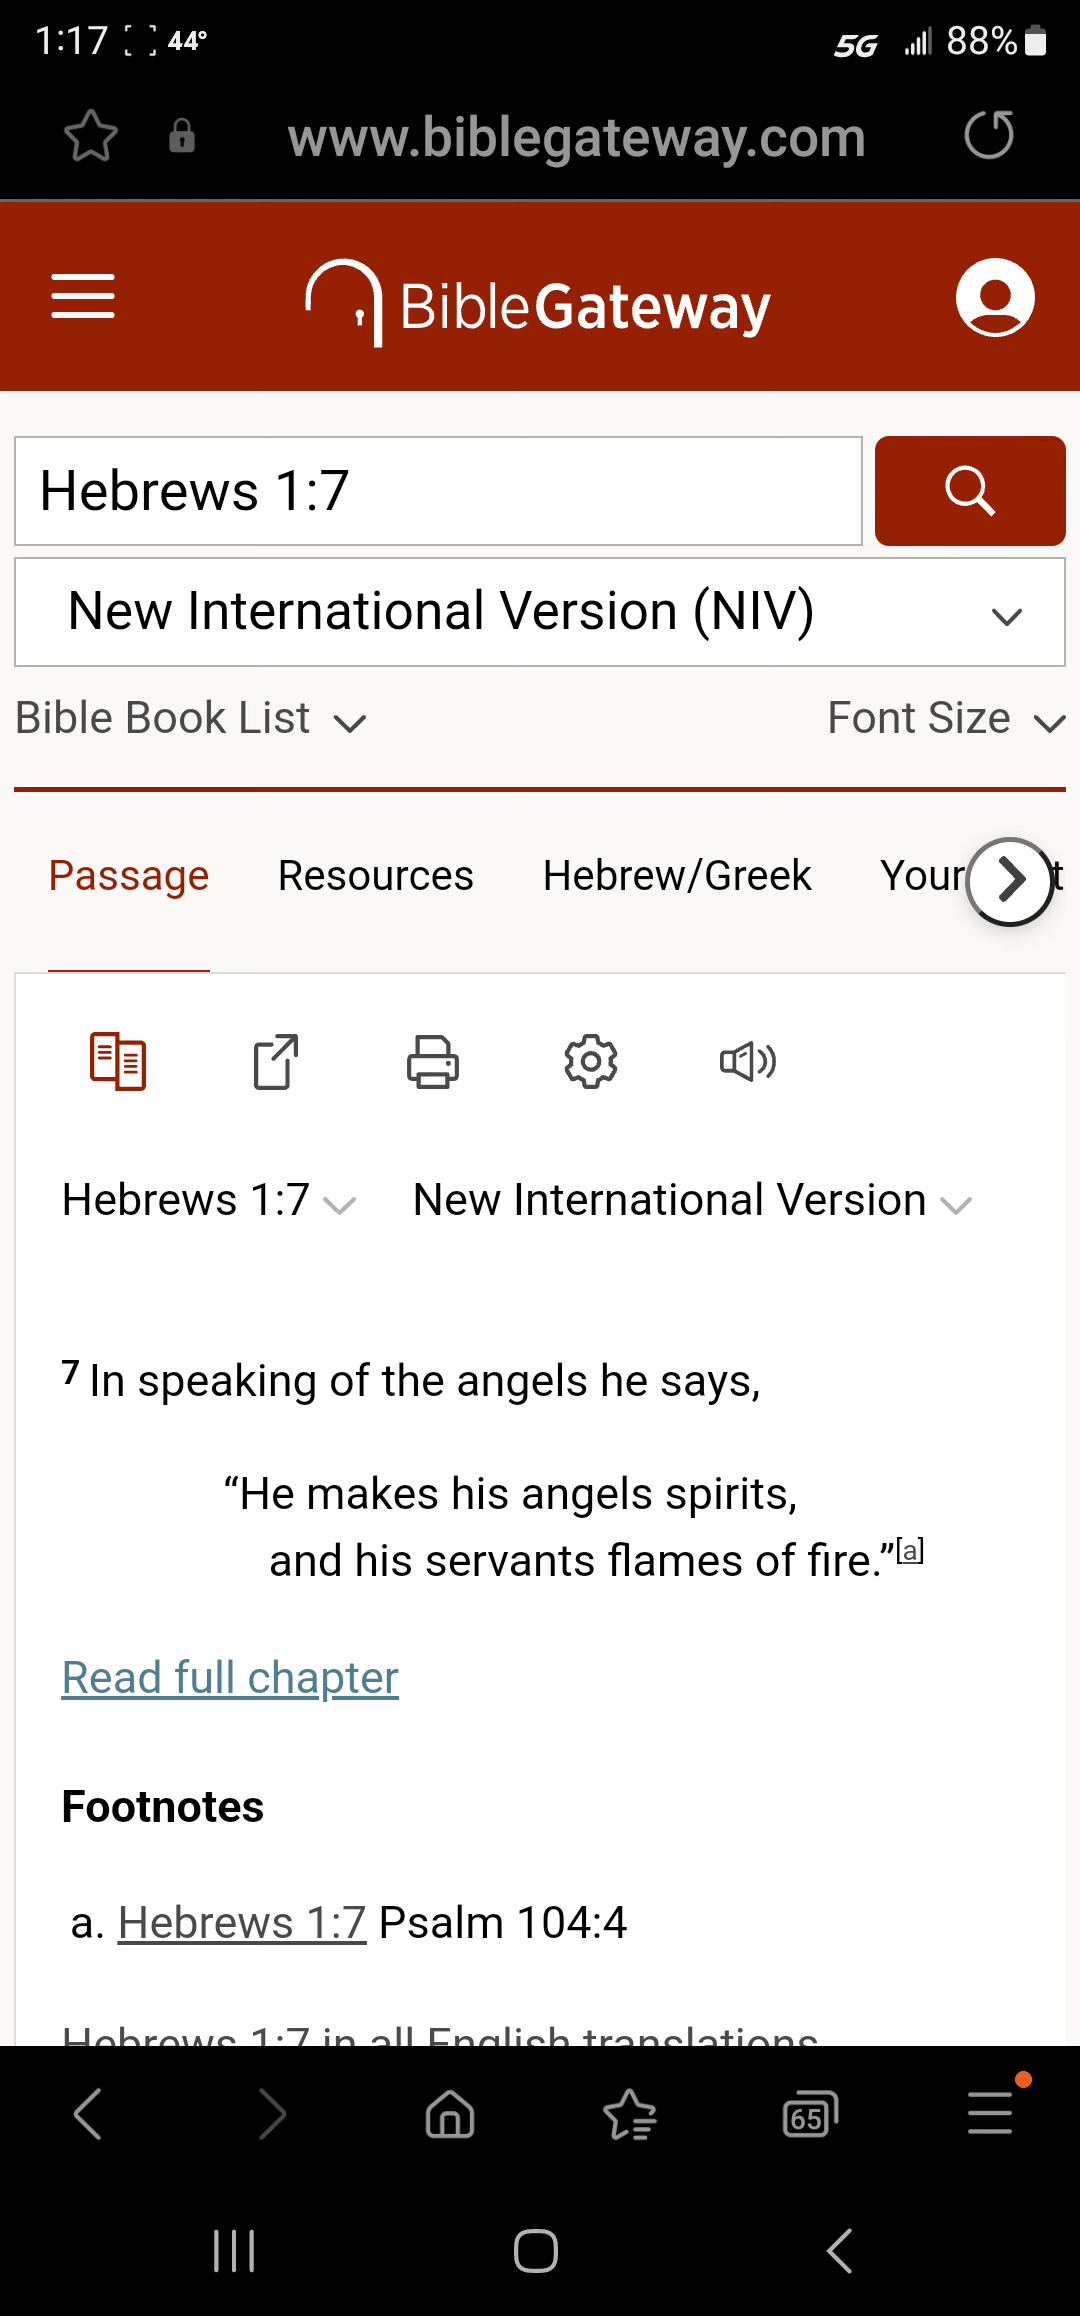 1:17 44° 5G 88%
www.biblegateway.com
BibleGateway
Hebrews 1:7
New International Version (NIV)
Bible Book List Font Size
Passage Resources Hebrew/Greek Your t
Hebrews 1:7 New International Version
7 In speaking of the angels he says,
“He makes his angels spirits,
and his servants flames of fire.”[a]
Read full chapter
Footnotes
a. Hebrews 1:7 Psalm 104:4
Hebrews 1:7 in all English translations
65